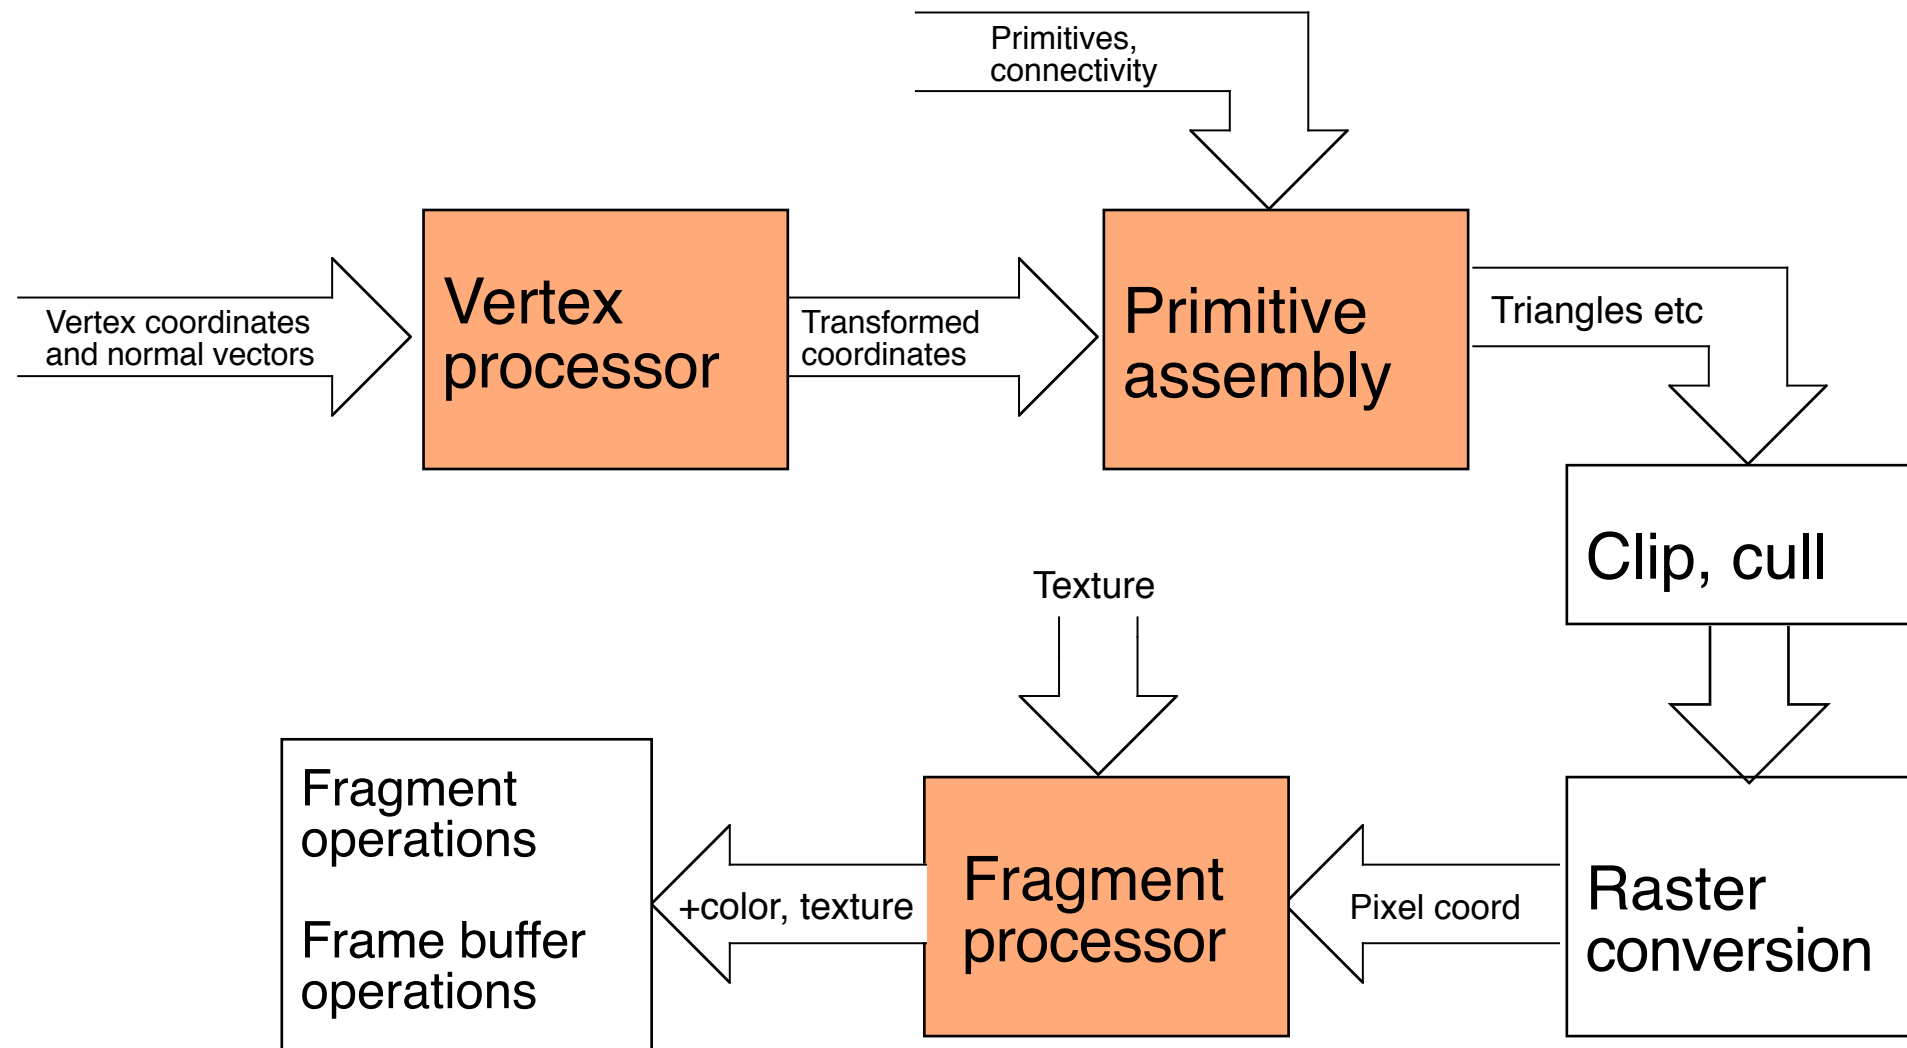 Primitives,
connectivity
Vertex coordinates
and normal vectors
Vertex
processor
Transformed
coordinates
Primitive
assembly
Triangles etc
Clip, cull
Texture
Raster
conversion
Pixel coord
Fragment
processor
+color, texture
Fragment
operations
Frame buffer
operations